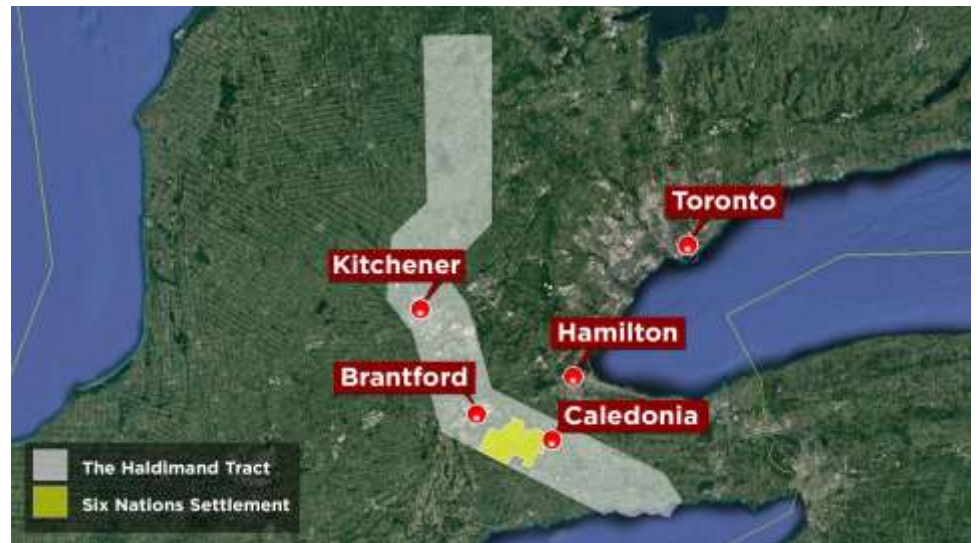 Toronto
Kitchener
Hamilton
Brantford
Caledonia
The Haldimand Tract
Six Nations Settlement